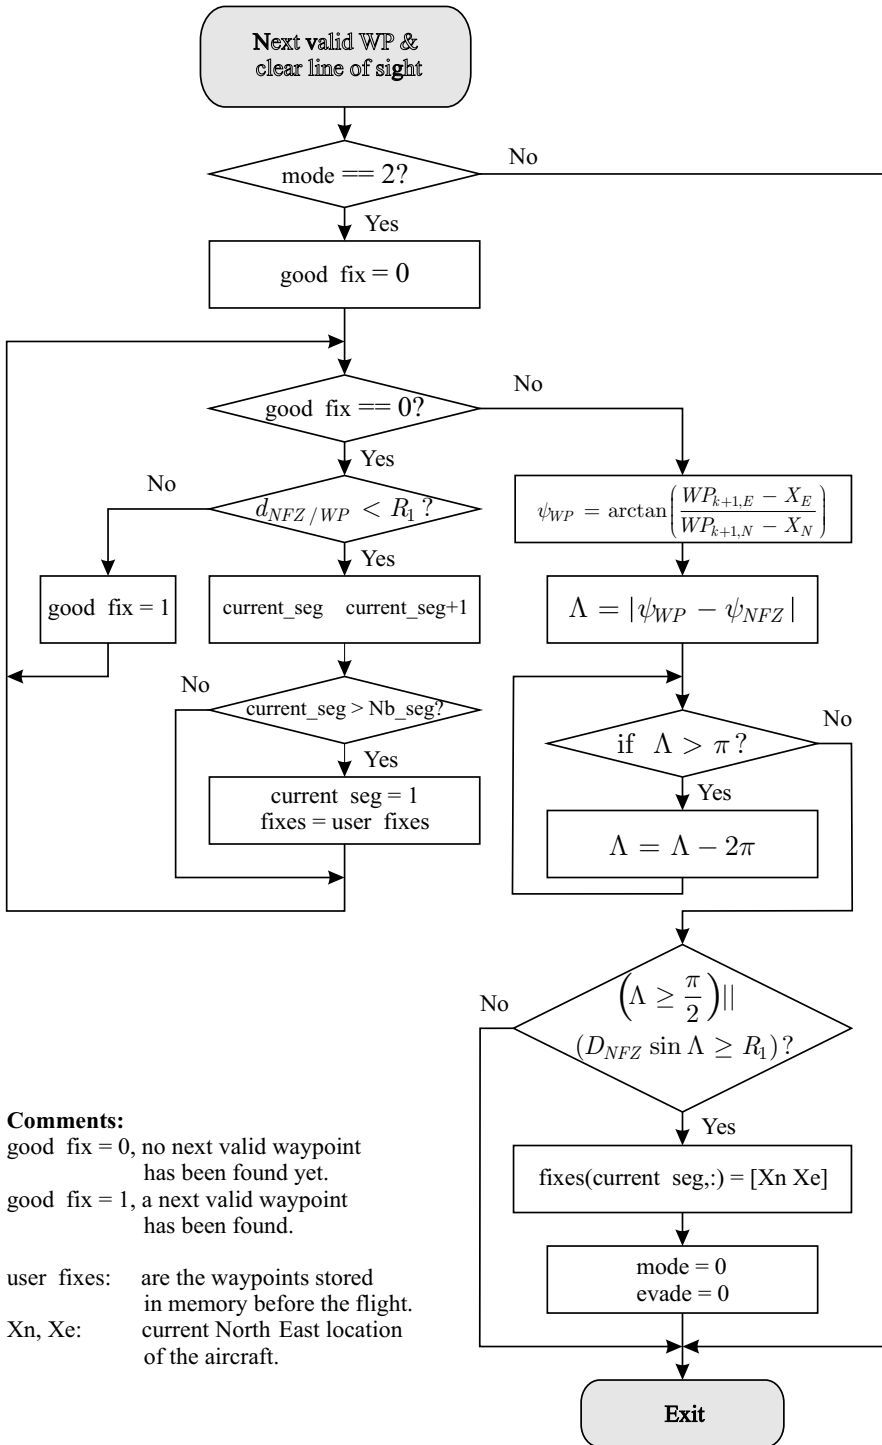 Next valid WP &
clear line of sight
No
mode == 2?
Yes
good fix = 0
No
good fix == 0?
Yes
No
d_{NFZ/WP} < R_1?
Yes
good fix = 1
current_seg current_seg+1
No
current_seg > Nb_seg?
Yes
current seg = 1
fixes = user fixes
ψ_{WP} = arctan((WP_{k+1,E} − X_E)/(WP_{k+1,N} − X_N))
Λ = |ψ_{WP} − ψ_{NFZ}|
No
if Λ > π?
Yes
Λ = Λ − 2π
No
(Λ ≥ π/2)||
(D_{NFZ} sin Λ ≥ R_1)?
Yes
fixes(current seg,:) = [Xn Xe]
mode = 0
evade = 0
Exit
Comments:
good fix = 0, no next valid waypoint
has been found yet.
good fix = 1, a next valid waypoint
has been found.
user fixes: are the waypoints stored
in memory before the flight.
Xn, Xe: current North East location
of the aircraft.